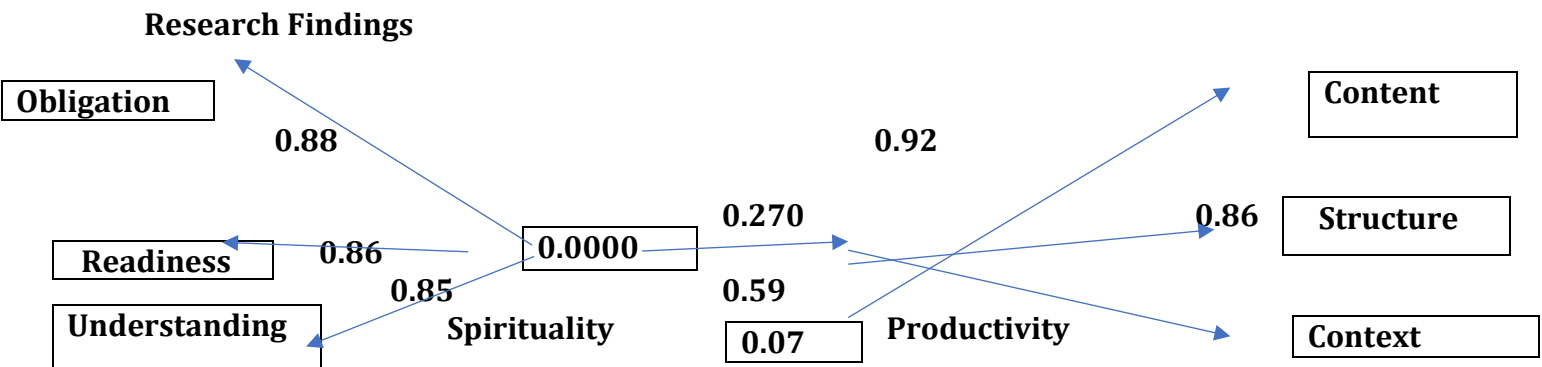 Research Findings
Obligation
Content
0.88
0.92
0.270
0.86
Structure
Readiness
0.86
0.0000
0.85
0.59
Understanding
Spirituality
0.07
Productivity
Context